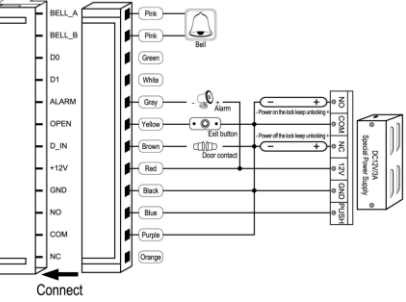 BELL_A
Pink
BELL_B
Pink
Bell
D0
Green
D1
White
ALARM
Gray
- +
Alarm
OPEN
Yellow
Exit button
D_IN
Brown
Door contact
+12V
Red
GND
Black
NO
Blue
COM
Purple
NC
Orange
Connect
- +
- Power on the lock keep unlocking +
- Power off the lock keep unlocking +
- +
NO
COM
NC
12V
GND
PUSH
DC12V/3A
Special Power Supply